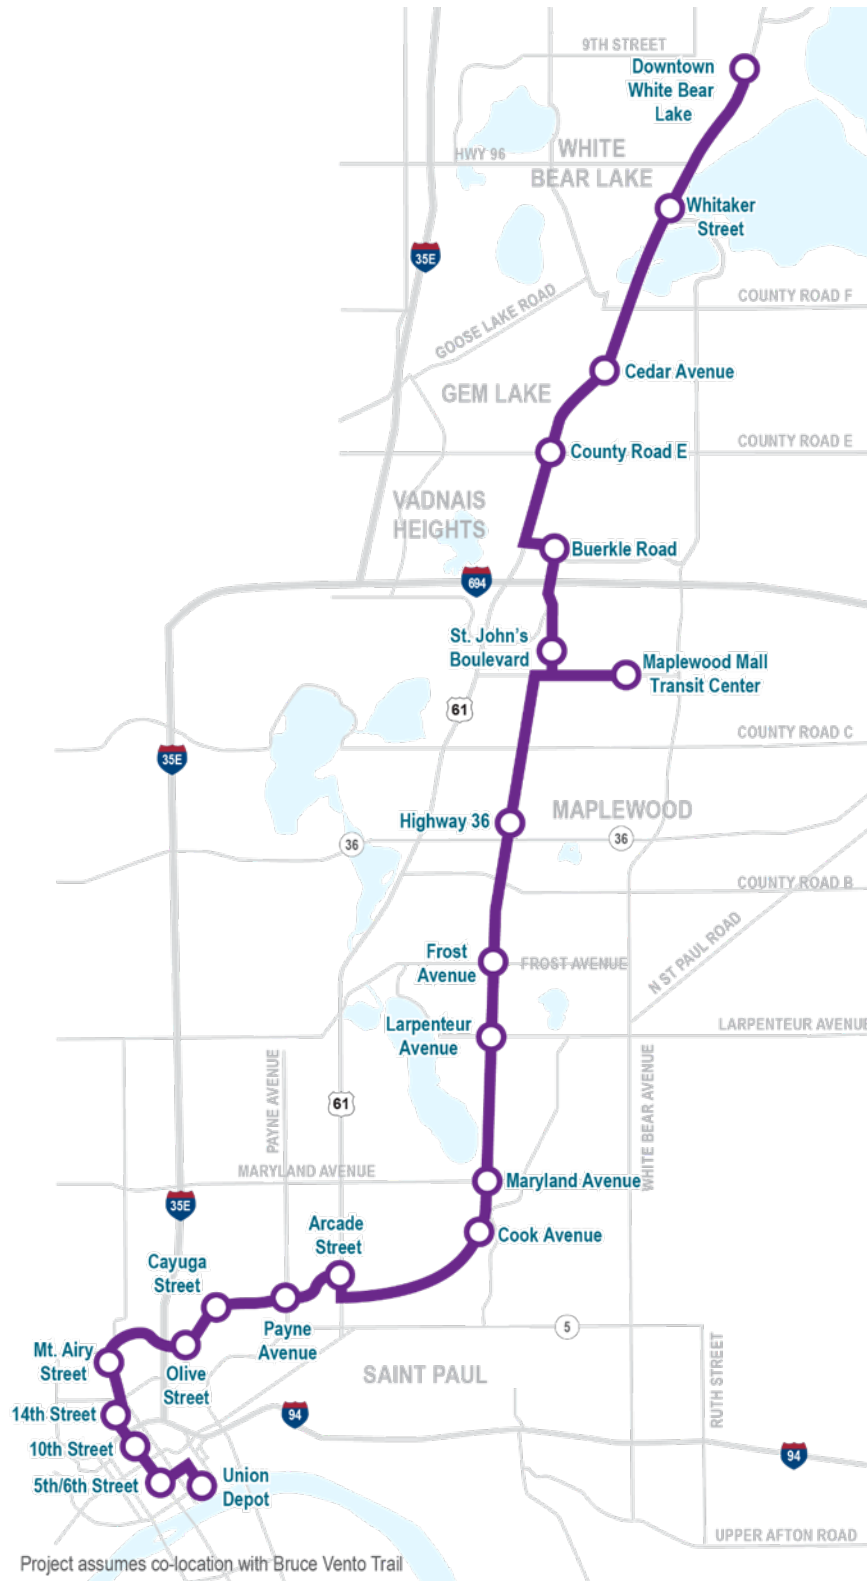 9TH STREET
Downtown
White Bear
Lake
HWY 96
WHITE
BEAR LAKE
Whitaker
Street
35E
COUNTY ROAD F
GOOSE LAKE ROAD
Cedar Avenue
GEM LAKE
COUNTY ROAD E
County Road E
VADNAIS
HEIGHTS
Buerkle Road
694
St. John's
Boulevard
Maplewood Mall
Transit Center
61
COUNTY ROAD C
35E
MAPLEWOOD
Highway 36
36
36
COUNTY ROAD B
N ST PAUL ROAD
Frost
Avenue
FROST AVENUE
Larpenteur
Avenue
LARPENTEUR AVENUE
PAYNE AVENUE
WHITE BEAR AVENUE
61
MARYLAND AVENUE
Maryland Avenue
35E
Arcade
Street
Cook Avenue
Cayuga
Street
Payne
Avenue
5
Mt. Airy
Street
Olive
Street
SAINT PAUL
RUTH STREET
14th Street
94
10th Street
94
5th/6th Street
Union
Depot
UPPER AFTON ROAD
Project assumes co-location with Bruce Vento Trail